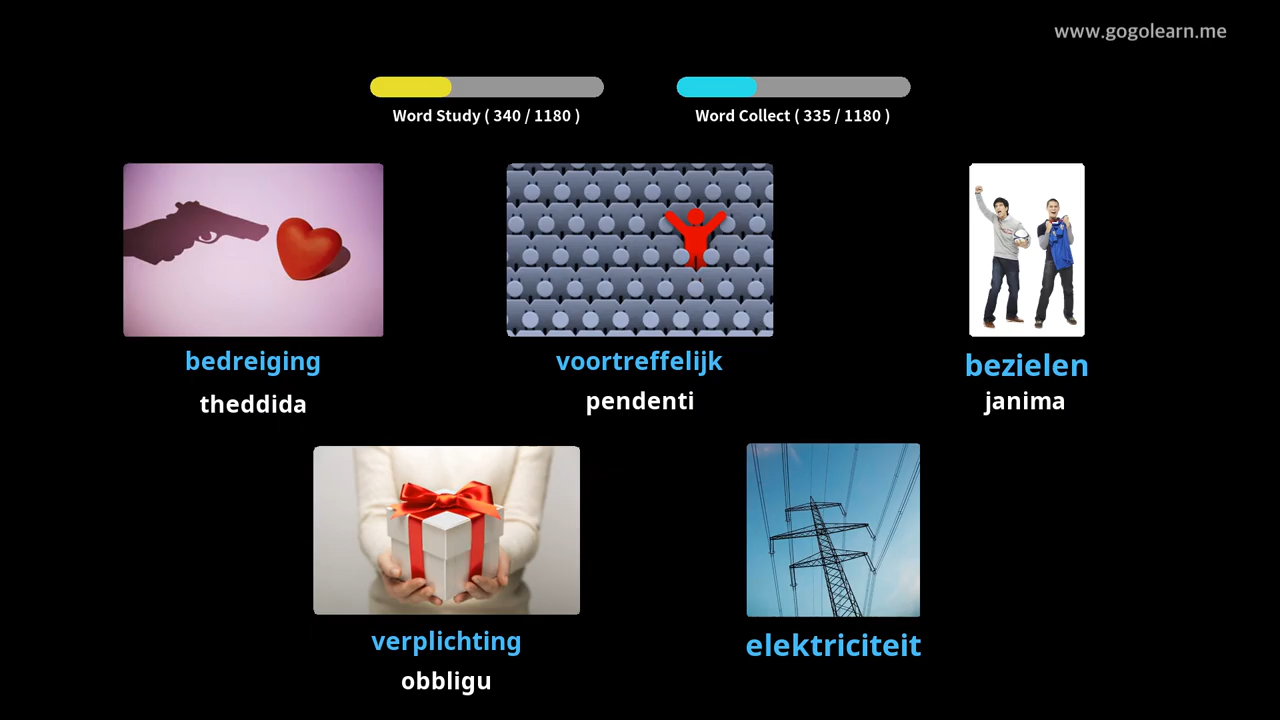 www.gogolearn.me
Word Study ( 340 / 1180 )
Word Collect ( 335 / 1180 )
bedreiging
theddida
voortreffelijk
pendenti
bezielen
janima
verplichting
obbligu
elektriciteit